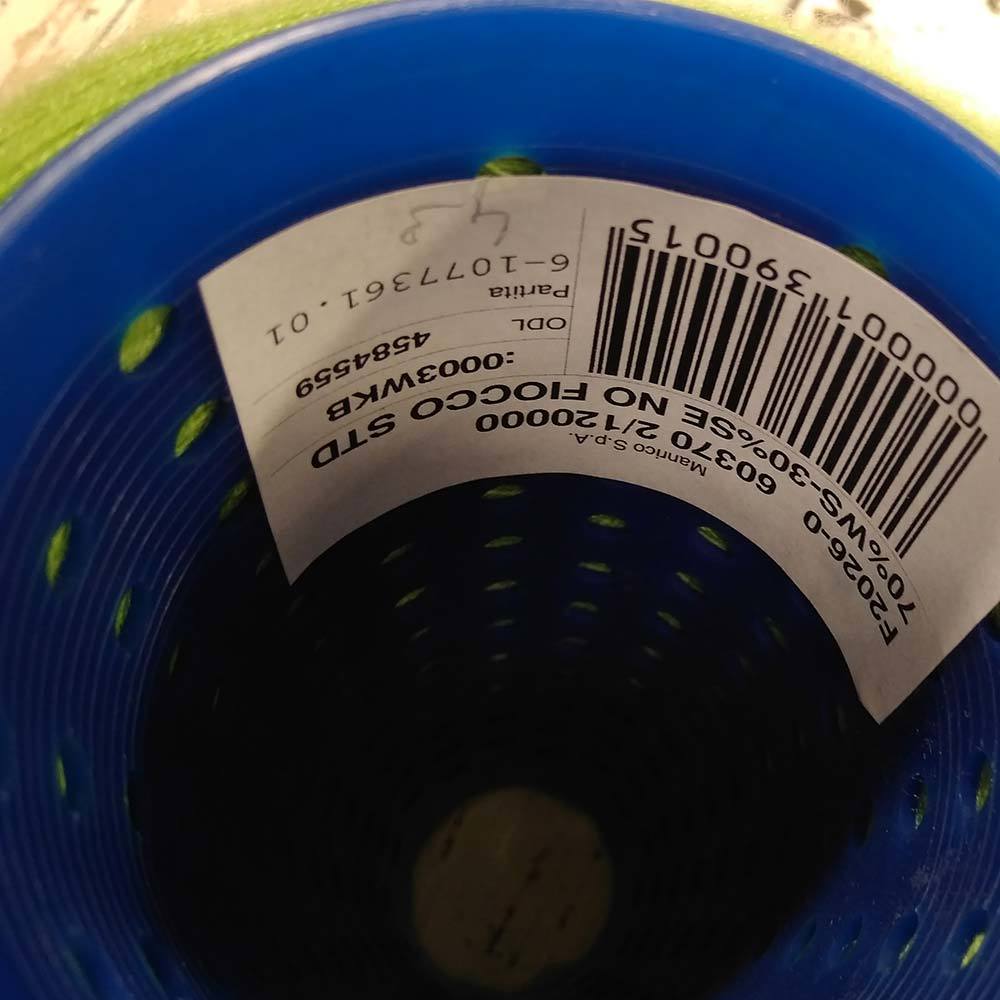 Manrico S.p.A.
F2026-0 60370 2/120000
70%WS-30%SE NO FIOCCO STD
:0003WKB
000001390015
ODL 4584559
Partita
6-1077361.01